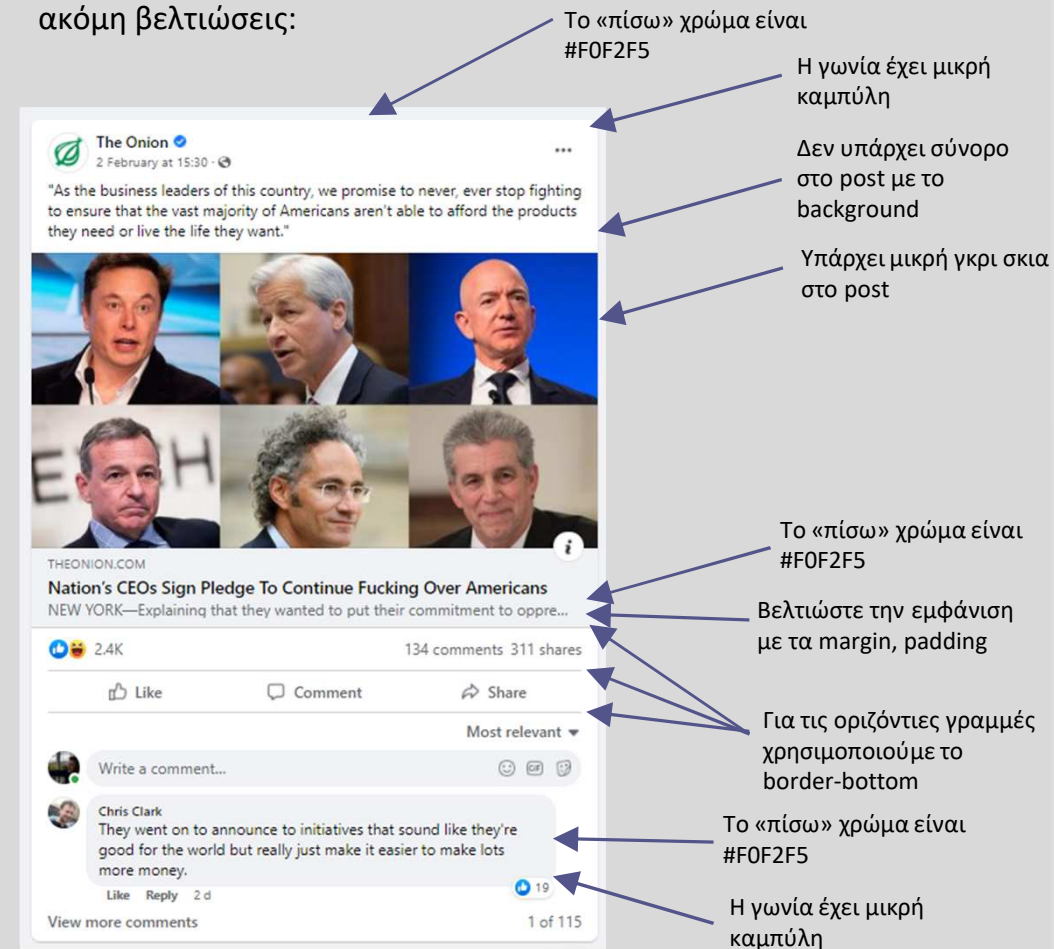 ακόμη βελτιώσεις:
Το «πίσω» χρώμα είναι
#F0F2F5
Η γωνία έχει μικρή
καμπύλη
Δεν υπάρχει σύνορο
στο post με το
background
Υπάρχει μικρή γκρι σκια
στο post
The Onion
2 February at 15:30 ·
"As the business leaders of this country, we promise to never, ever stop fighting
to ensure that the vast majority of Americans aren't able to afford the products
they need or live the life they want."
THEONION.COM
Nation's CEOs Sign Pledge To Continue Fucking Over Americans
NEW YORK—Explaining that they wanted to put their commitment to oppre...
Το «πίσω» χρώμα είναι
#F0F2F5
Βελτιώστε την εμφάνιση
με τα margin, padding
2.4K
134 comments 311 shares
Like
Comment
Share
Για τις οριζόντιες γραμμές
χρησιμοποιούμε το
border-bottom
Most relevant
Write a comment...
GIF
Chris Clark
They went on to announce to initiatives that sound like they're
good for the world but really just make it easier to make lots
more money.
Like Reply 2 d
19
View more comments
1 of 115
Το «πίσω» χρώμα είναι
#F0F2F5
Η γωνία έχει μικρή
καμπύλη